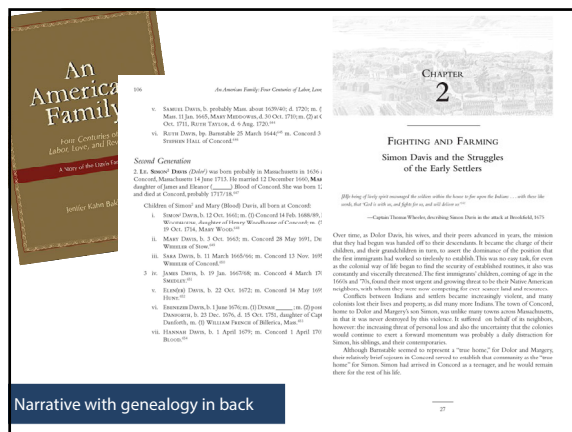 An
America
Family
Four Centuries of
Labor, Love, and Rev
A Story of the Davis Fam
Jenifer Kahn Bakk
106
An American Family: Four Centuries of Labor, Love
v. SAMUEL DAVIS, b. probably Mass. about 1639/40; d. 1720; m. (
Mass. 11 Jan. 1665, MARY MEDDOWES, d. 30 Oct. 1710; m. (2) at C
Oct. 1711, RUTH TAYLOR, d. 6 Aug. 1720.
vi. RUTH DAVIS, bp. Barnstable 25 March 1644; m. Concord 3
STEPHEN HALL of Concord.
Second Generation
2. LT. SIMON² DAVIS (Dolor¹) was born probably in Massachusetts in 1636
Concord, Massachusetts 14 June 1713. He married 12 December 1660, MAR
daughter of James and Eleanor (_____) Blood of Concord. She was born 12
and died at Concord, probably 1717/18.
Children of Simon² and Mary (Blood) Davis, all born at Concord:
i. SIMON³ DAVIS, b. 12 Oct. 1661; m. (1) Concord 14 Feb. 1688/89,
daughter of Henry Woodhouse of Concord; m.
19 Oct. 1714, MARY WOOD.
ii. MARY DAVIS, b. 3 Oct. 1663; m. Concord 28 May 1691, DR
WHEELER of Stow.
iii. SARA DAVIS, b. 11 March 1665/66; m. Concord 13 Nov. 1695
WHEELER of Concord.
3 iv. JAMES DAVIS, b. 19 Jan. 1667/68; m. Concord 4 March 170
SMEDLEY.
v. ELEN(R) DAVIS, b. 22 Oct. 1672; m. Concord 14 May 1695
HUNT.
vi. EBENEZER DAVIS, b. 1 June 1676; m. (1) DINAH _____; m. (2) poss
DANFORTH, b. 23 Dec. 1676, d. 15 Oct. 1751, daughter of Capt
Danforth, m. (1) WILLIAM FRENCH of Billerica, Mass.
vii. HANNAH DAVIS, b. 1 April 1679; m. Concord 1 April 170
BLOOD.
CHAPTER
2
FIGHTING AND FARMING
Simon Davis and the Struggles
of the Early Settlers
being of lively spirit encouraged the soldiers within the house to fire upon the Indians … with these like
words, that 'God is with us, and fights for us, and will deliver us'
—Captain Thomas Wheeler, describing Simon Davis in the attack at Brookfield, 1675.
Over time, as Dolor Davis, his wives, and their peers advanced in years, the mission
that they had begun was handed off to their descendants. It became the charge of
their children, and their grandchildren in turn, to assert the dominance of the position that
the first immigrants had worked so tirelessly to establish. This was no easy task, for even
as the colonial way of life began to find the security of established routines, it also was
constantly and viscerally threatened. The first immigrants' children, coming of age in the
1660s and '70s, found their most urgent and growing threat to be their Native American
neighbors, with whom they were now competing for ever scarcer land and resources.
Conflicts between Indians and settlers became increasingly violent, and many
colonists lost their lives and property, as did many more Indians. The town of Concord,
home to Dolor and Margery's son Simon, was unlike many towns across Massachusetts,
in that it was never destroyed by this violence. It suffered on behalf of its neighbors,
however: the increasing threat of personal loss and also the uncertainty that the colonies
would continue to exert a forward momentum was probably a daily distraction for
Simon, his siblings, and their contemporaries.
Although Barnstable seemed to represent a "true home," for Dolor and Margery,
their relatively brief sojourn in Concord served to establish that community as the "true
home" for Simon. Simon had arrived in Concord as a teenager, and he would remain
there for the rest of his life.
27
Narrative with genealogy in back